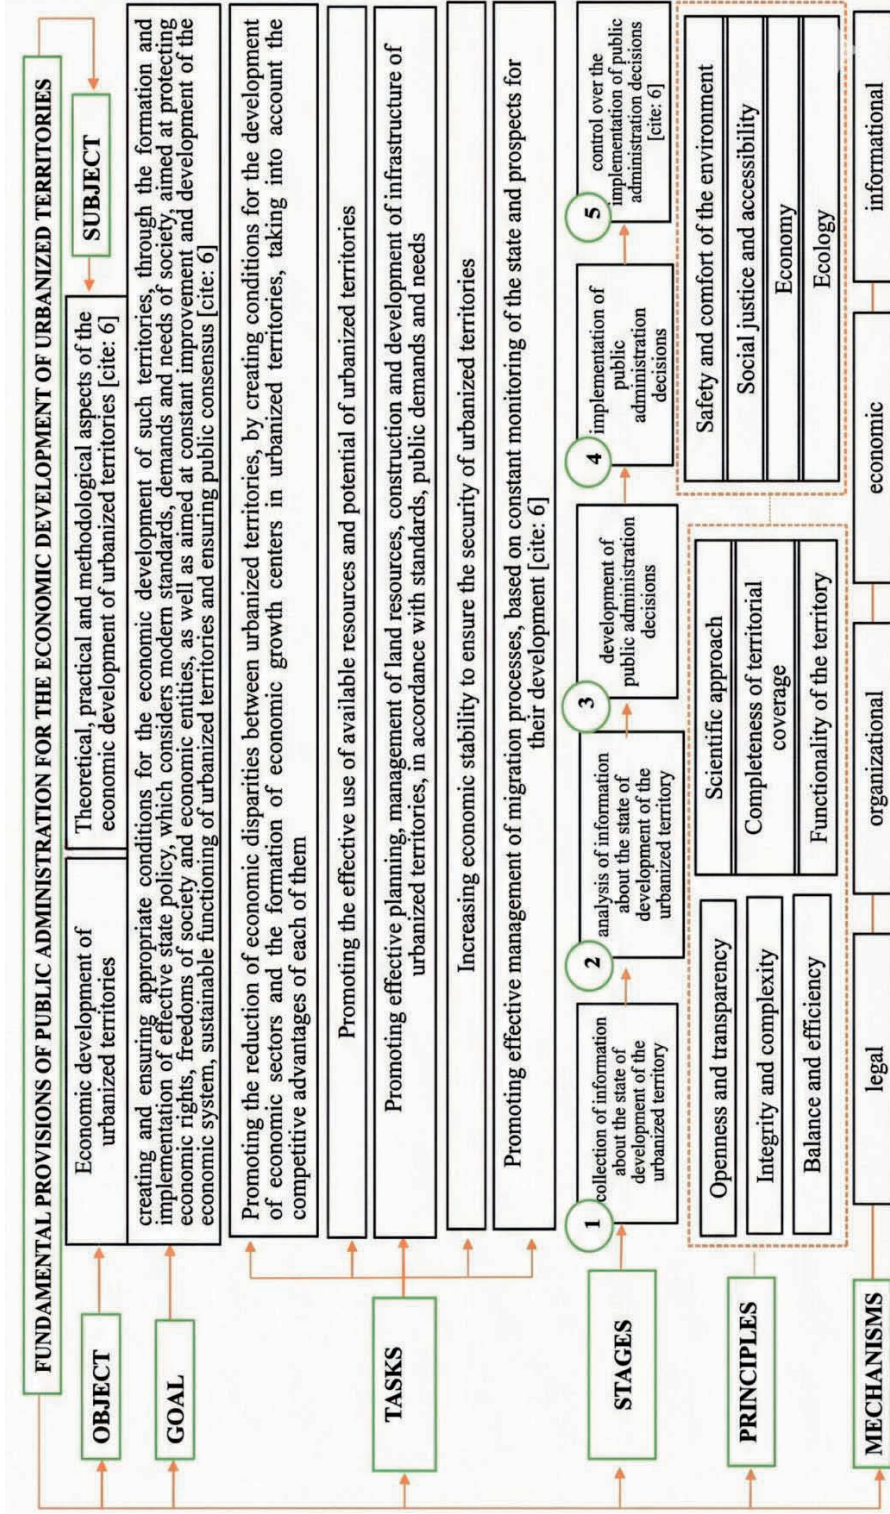 FUNDAMENTAL PROVISIONS OF PUBLIC ADMINISTRATION FOR THE ECONOMIC DEVELOPMENT OF URBANIZED TERRITORIES
OBJECT
Economic development of
urbanized territories
Theoretical, practical and methodological aspects of the
economic development of urbanized territories [cite: 6]
SUBJECT
GOAL
creating and ensuring appropriate conditions for the economic development of such territories, through the formation and
implementation of effective state policy, which considers modern standards, demands and needs of society, aimed at protecting
economic rights, freedoms of society and economic entities, as well as aimed at constant improvement and development of the
economic system, sustainable functioning of urbanized territories and ensuring public consensus [cite: 6]
TASKS
Promoting the reduction of economic disparities between urbanized territories, by creating conditions for the development
of economic sectors and the formation of economic growth centers in urbanized territories, taking into account the
competitive advantages of each of them
Promoting the effective use of available resources and potential of urbanized territories
Promoting effective planning, management of land resources, construction and development of infrastructure of
urbanized territories, in accordance with standards, public demands and needs
Increasing economic stability to ensure the security of urbanized territories
Promoting effective management of migration processes, based on constant monitoring of the state and prospects for
their development [cite: 6]
STAGES
1
collection of information
about the state of
development of the
urbanized territory
2
analysis of information
about the state of
development of the
urbanized territory
3
development of
public administration
decisions
4
implementation of
public
administration
decisions
5
control over the
implementation of public
administration decisions
[cite: 6]
PRINCIPLES
Openness and transparency
Integrity and complexity
Balance and efficiency
Scientific approach
Completeness of territorial
coverage
Functionality of the territory
Safety and comfort of the environment
Social justice and accessibility
Economy
Ecology
MECHANISMS
legal
organizational
economic
informational